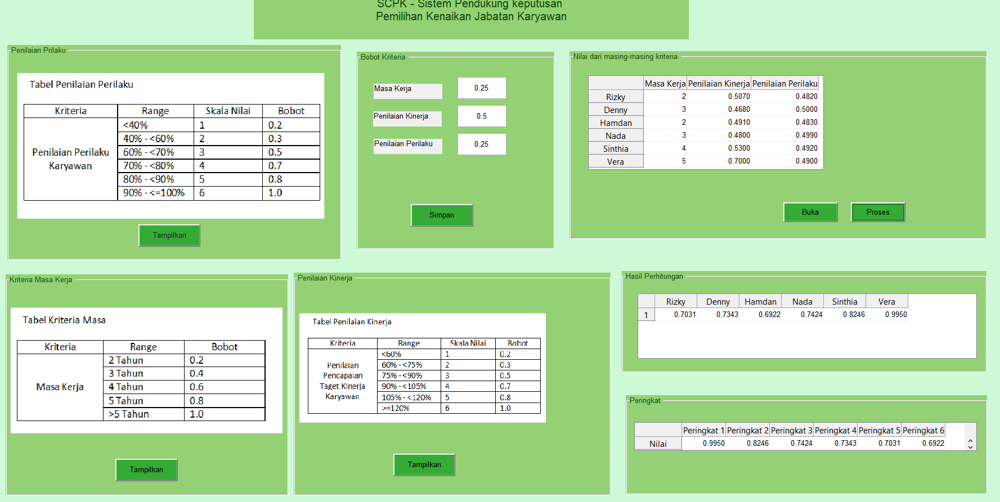 SCPK - Sistem Pendukung keputusan
Pemilihan Kenaikan Jabatan Karyawan
Penilaian Prilaku
Tabel Penilaian Perilaku
Kriteria Range Skala Nilai Bobot
Penilaian Perilaku Karyawan
<40% 1 0.2
40% - <60% 2 0.3
60% - <70% 3 0.5
70% - <80% 4 0.7
80% - <90% 5 0.8
90% - <=100% 6 1.0
Tampilkan
Bobot Kriteria
Masa Kerja 0.25
Penilaian Kinerja 0.5
Penilaian Perilaku 0.25
Simpan
Nilai dari masing-masing kriteria
Masa Kerja Penilaian Kinerja Penilaian Perilaku
Rizky 2 0.5070 0.4820
Denny 3 0.4680 0.5000
Hamdan 2 0.4910 0.4830
Nada 3 0.4800 0.4990
Sinthia 4 0.5300 0.4920
Vera 5 0.7000 0.4900
Buka Proses
Kriteria Masa Kerja
Tabel Kriteria Masa
Kriteria Range Bobot
Masa Kerja
2 Tahun 0.2
3 Tahun 0.4
4 Tahun 0.6
5 Tahun 0.8
>5 Tahun 1.0
Tampilkan
Penilaian Kinerja
Tabel Penilaian Kinerja
Kriteria Range Skala Nilai Bobot
Penilaian
Pencapaian
Taget Kinerja
Karyawan
<60% 1 0.2
60% - <75% 2 0.3
75% - <90% 3 0.5
90% - <105% 4 0.7
105% - <120% 5 0.8
>=120% 6 1.0
Tampilkan
Hasil Perhitungan
Rizky Denny Hamdan Nada Sinthia Vera
1 0.7031 0.7343 0.6922 0.7424 0.8246 0.9950
Peringkat
Peringkat 1 Peringkat 2 Peringkat 3 Peringkat 4 Peringkat 5 Peringkat 6
Nilai 0.9950 0.8246 0.7424 0.7343 0.7031 0.6922